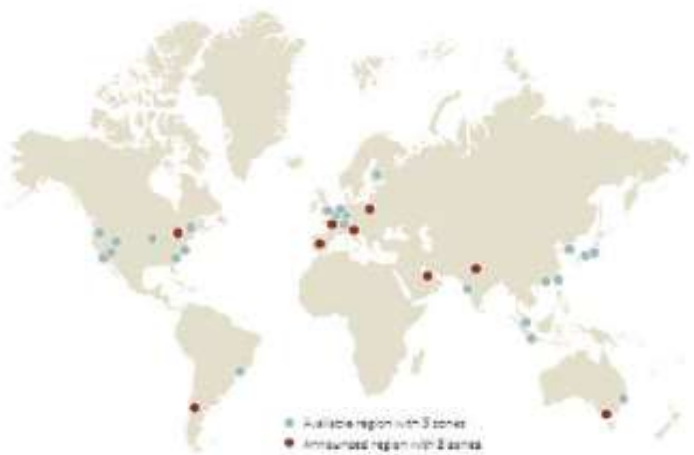 Available region with 3 zones
Announced region with 3 zones